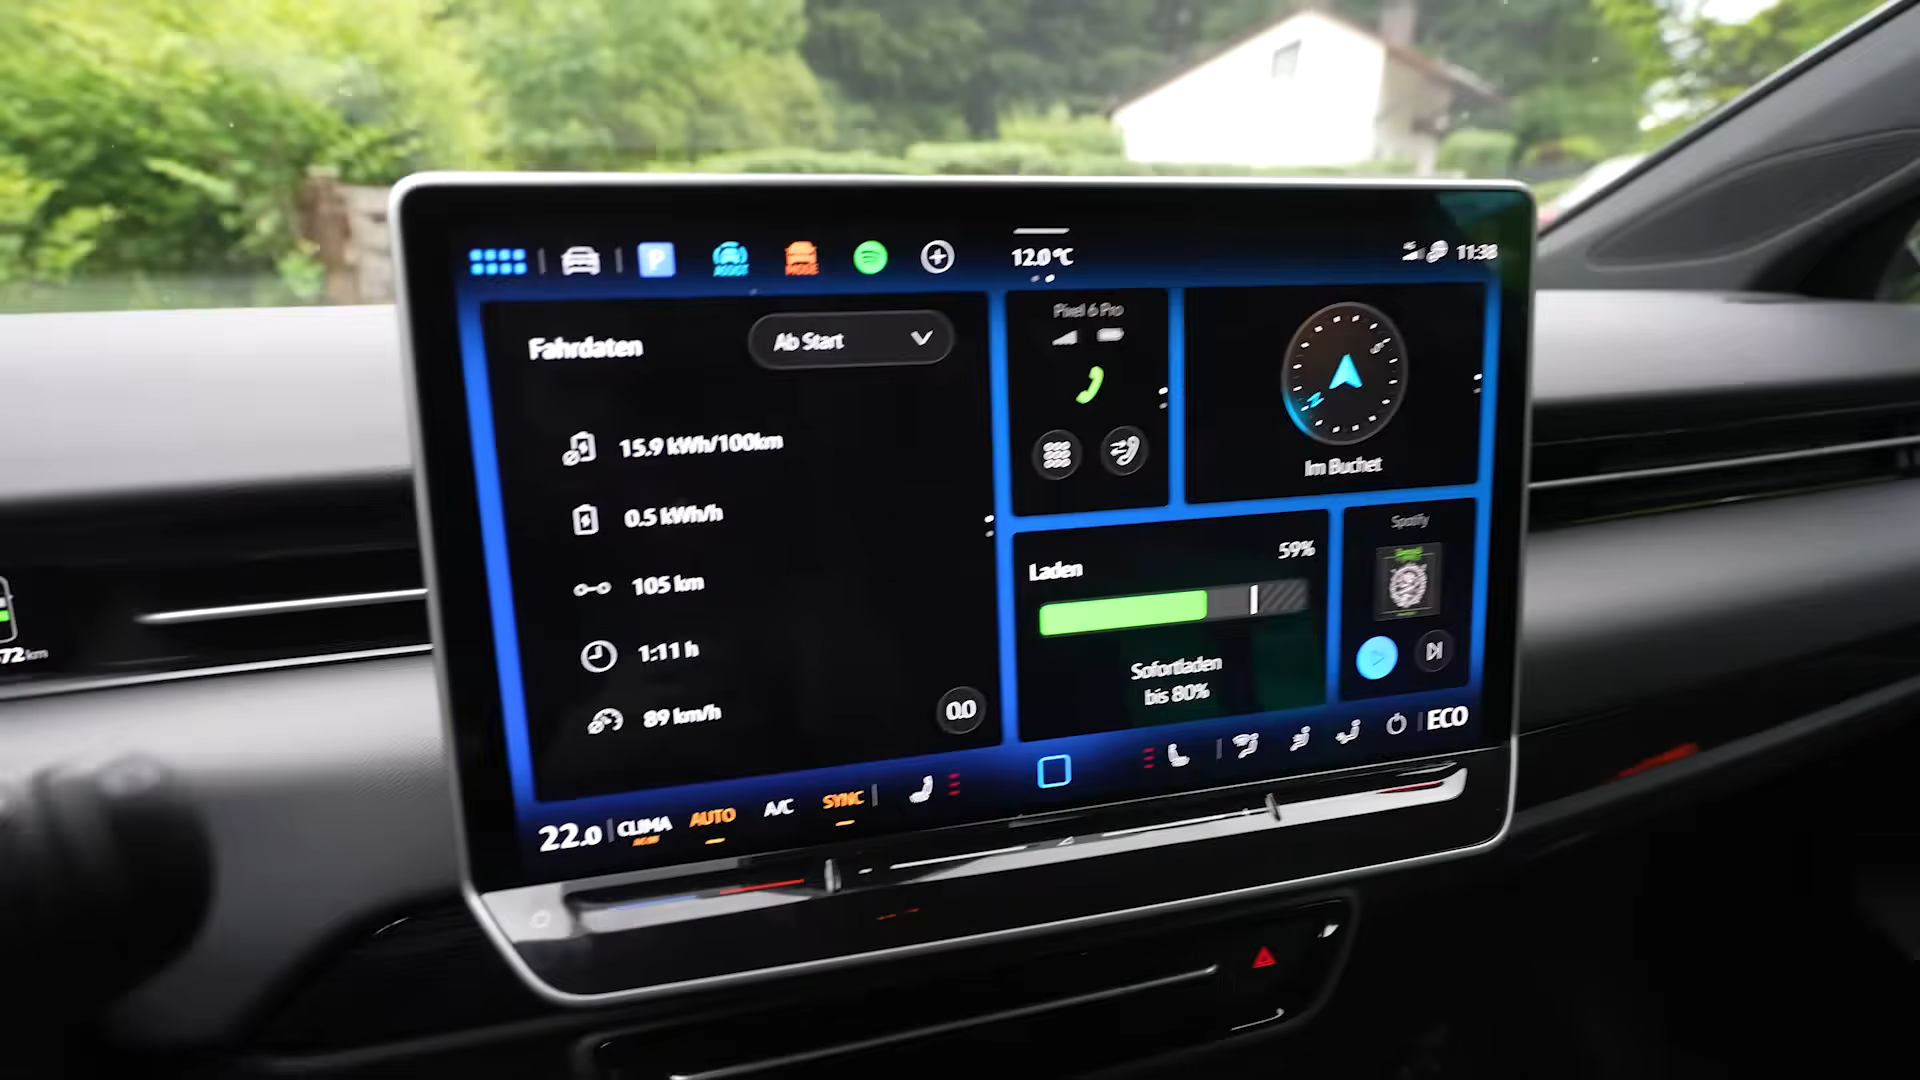 P
ASSIST
MODE
12.0 °C
11:38
Fahrdaten
Ab Start
15.9 kWh/100km
0.5 kWh/h
105 km
1:11 h
89 km/h
0.0
Pixel 6 Pro
Im Buchet
Laden
59%
Sofortladen
bis 80%
Spotify
22.0
CLIMA
AUTO
A/C
SYNC
ECO
72 km